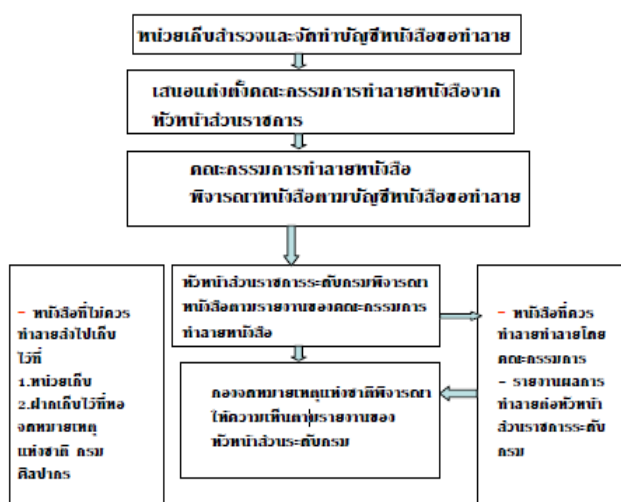 หน่วยเก็บสำรวจและจัดทำบัญชีหนังสือขอทำลาย
เสนอแต่งตั้งคณะกรรมการทำลายหนังสือจาก
หัวหน้าส่วนราชการ
คณะกรรมการทำลายหนังสือ
พิจารณาหนังสือตามบัญชีหนังสือขอทำลาย
หัวหน้าส่วนราชการระดับกรมพิจารณา
หนังสือตามรายงานของคณะกรรมการ
ทำลายหนังสือ
- หนังสือที่ไม่ควร
ทำลายส่งไปเก็บ
ไว้ที่
1.หน่วยเก็บ
2.ฝากเก็บไว้ที่หอ
จดหมายเหตุ
แห่งชาติ กรม
ศิลปากร
- หนังสือที่ควร
ทำลายทำลายโดย
คณะกรรมการ
- รายงานผลการ
ทำลายต่อหัวหน้า
ส่วนราชการระดับ
กรม
กองจดหมายเหตุแห่งชาติพิจารณา
ให้ความเห็นตามรายงานของ
หัวหน้าส่วนระดับกรม